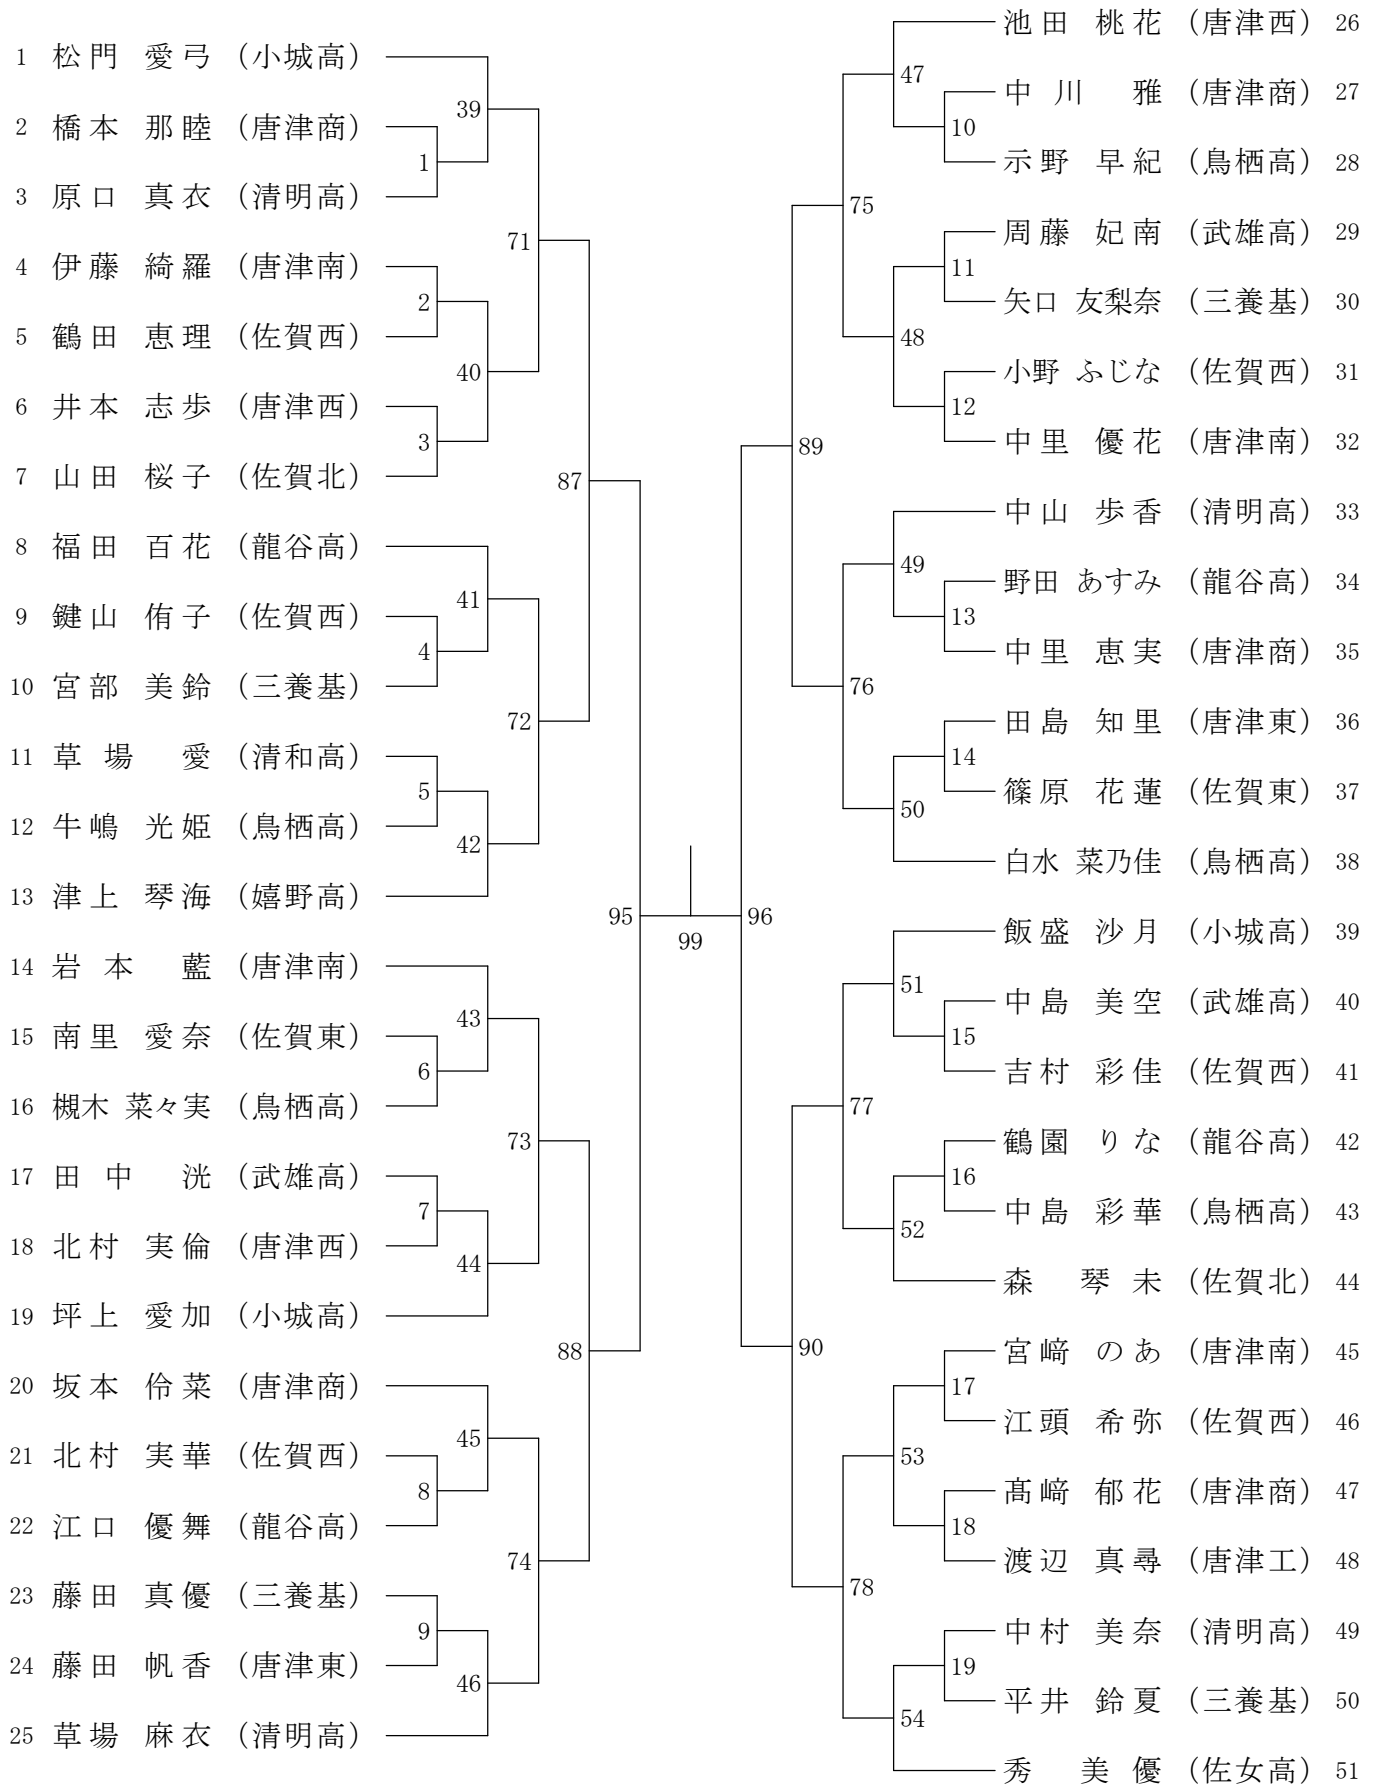 1 松門 愛弓 (小城高)
2 橋本 那睦 (唐津商)
3 原口 真衣 (清明高)
4 伊藤 綺羅 (唐津南)
5 鶴田 恵理 (佐賀西)
6 井本 志歩 (唐津西)
7 山田 桜子 (佐賀北)
8 福田 百花 (龍谷高)
9 鍵山 侑子 (佐賀西)
10 宮部 美鈴 (三養基)
11 草場 愛 (清和高)
12 牛嶋 光姫 (鳥栖高)
13 津上 琴海 (嬉野高)
14 岩本 藍 (唐津南)
15 南里 愛奈 (佐賀東)
16 槻木 菜々実 (鳥栖高)
17 田中 洸 (武雄高)
18 北村 実倫 (唐津西)
19 坪上 愛加 (小城高)
20 坂本 伶菜 (唐津商)
21 北村 実華 (佐賀西)
22 江口 優舞 (龍谷高)
23 藤田 真優 (三養基)
24 藤田 帆香 (唐津東)
25 草場 麻衣 (清明高)
1
2
3
4
5
6
7
8
9
39
40
41
42
43
44
45
46
71
72
73
74
87
88
95
99
96
89
90
75
76
77
78
47
48
49
50
51
52
53
54
10
11
12
13
14
15
16
17
18
19
池田 桃花 (唐津西) 26
中川 雅 (唐津商) 27
示野 早紀 (鳥栖高) 28
周藤 妃南 (武雄高) 29
矢口 友梨奈 (三養基) 30
小野 ふじな (佐賀西) 31
中里 優花 (唐津南) 32
中山 歩香 (清明高) 33
野田 あすみ (龍谷高) 34
中里 恵実 (唐津商) 35
田島 知里 (唐津東) 36
篠原 花蓮 (佐賀東) 37
白水 菜乃佳 (鳥栖高) 38
飯盛 沙月 (小城高) 39
中島 美空 (武雄高) 40
吉村 彩佳 (佐賀西) 41
鶴園 りな (龍谷高) 42
中島 彩華 (鳥栖高) 43
森 琴未 (佐賀北) 44
宮﨑 のあ (唐津南) 45
江頭 希弥 (佐賀西) 46
髙﨑 郁花 (唐津商) 47
渡辺 真尋 (唐津工) 48
中村 美奈 (清明高) 49
平井 鈴夏 (三養基) 50
秀 美優 (佐女高) 51